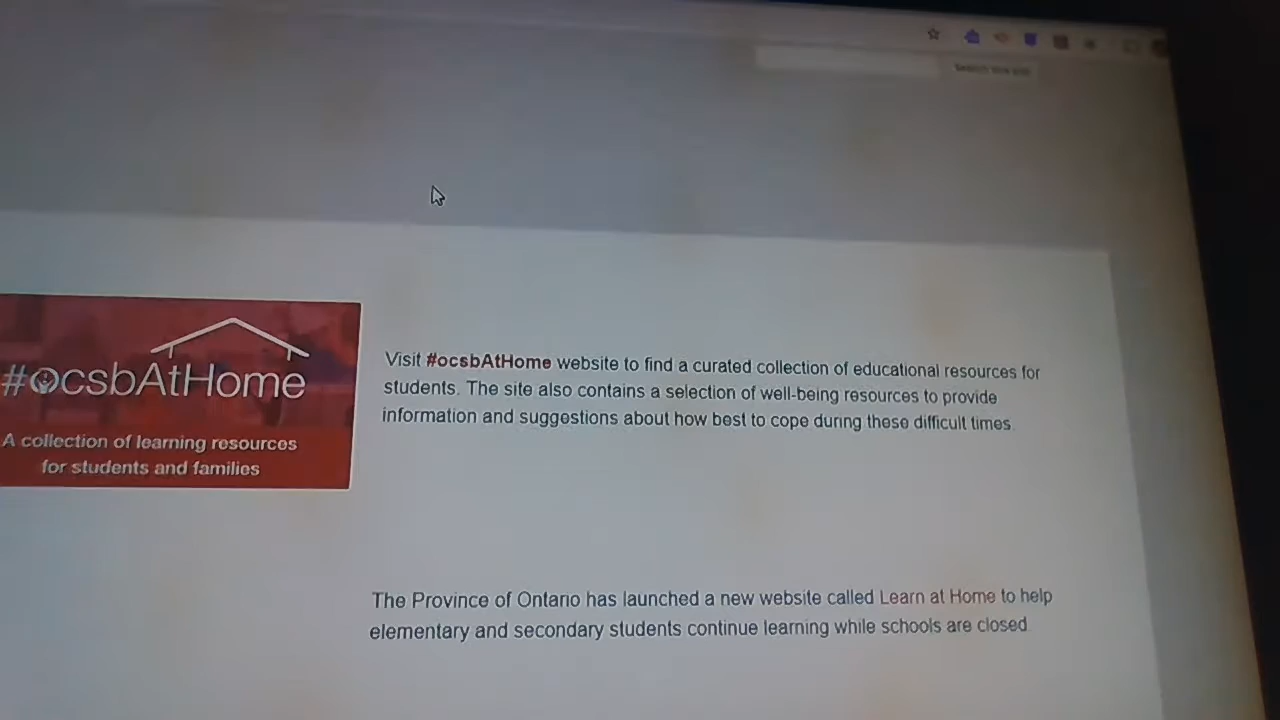 Search this site
#ocsbAtHome
A collection of learning resources
for students and families
Visit #ocsbAtHome website to find a curated collection of educational resources for
students. The site also contains a selection of well-being resources to provide
information and suggestions about how best to cope during these difficult times
The Province of Ontario has launched a new website called Learn at Home to help
elementary and secondary students continue learning while schools are closed